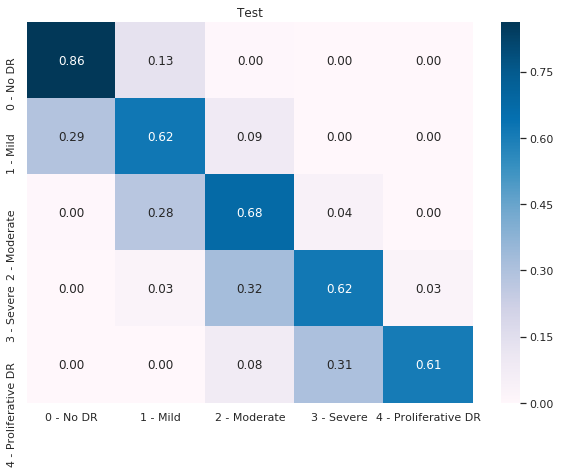 Test
0 - No DR
0.86 0.13 0.00 0.00 0.00
1 - Mild
0.29 0.62 0.09 0.00 0.00
2 - Moderate
0.00 0.28 0.68 0.04 0.00
3 - Severe
0.00 0.03 0.32 0.62 0.03
4 - Proliferative DR
0.00 0.00 0.08 0.31 0.61
0 - No DR 1 - Mild 2 - Moderate 3 - Severe 4 - Proliferative DR
0.75
0.60
0.45
0.30
0.15
0.00